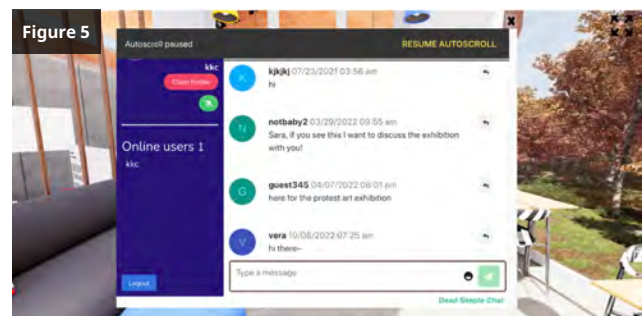 Figure 5
Autoscroll paused
RESUME AUTOSCROLL
kkc
Online users 1
kkc
Logout
kjkjkj 07/23/2021 03:56 am
hi
notbaby2 03/29/2022 09:55 am
Sara, if you see this I want to discuss the exhibition
with you!
guest345 04/07/2022 08:01 pm
here for the protest art exhibition
vera 10/08/2022 07:25 am
hi there~
Type a message
Dead Simple Chat
K
N
G
V
x